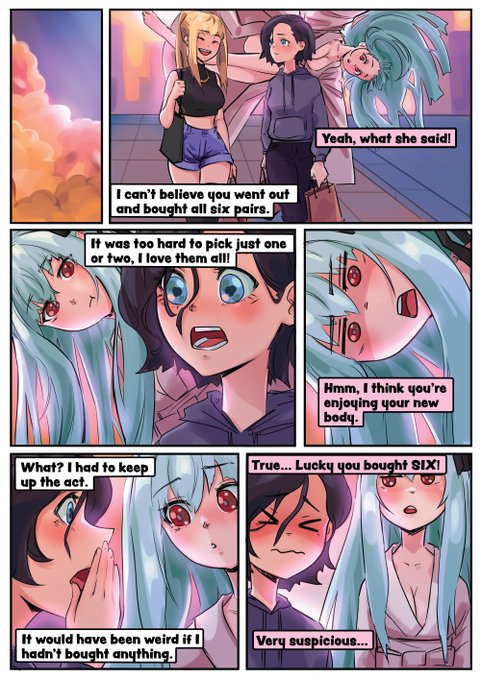 Yeah, what she said!
I can't believe you went out
and bought all six pairs.
It was too hard to pick just one
or two, I love them all!
Hmm, I think you're
enjoying your new
body.
What? I had to keep
up the act.
It would have been weird if I
hadn't bought anything.
True... Lucky you bought SIX!
Very suspicious...